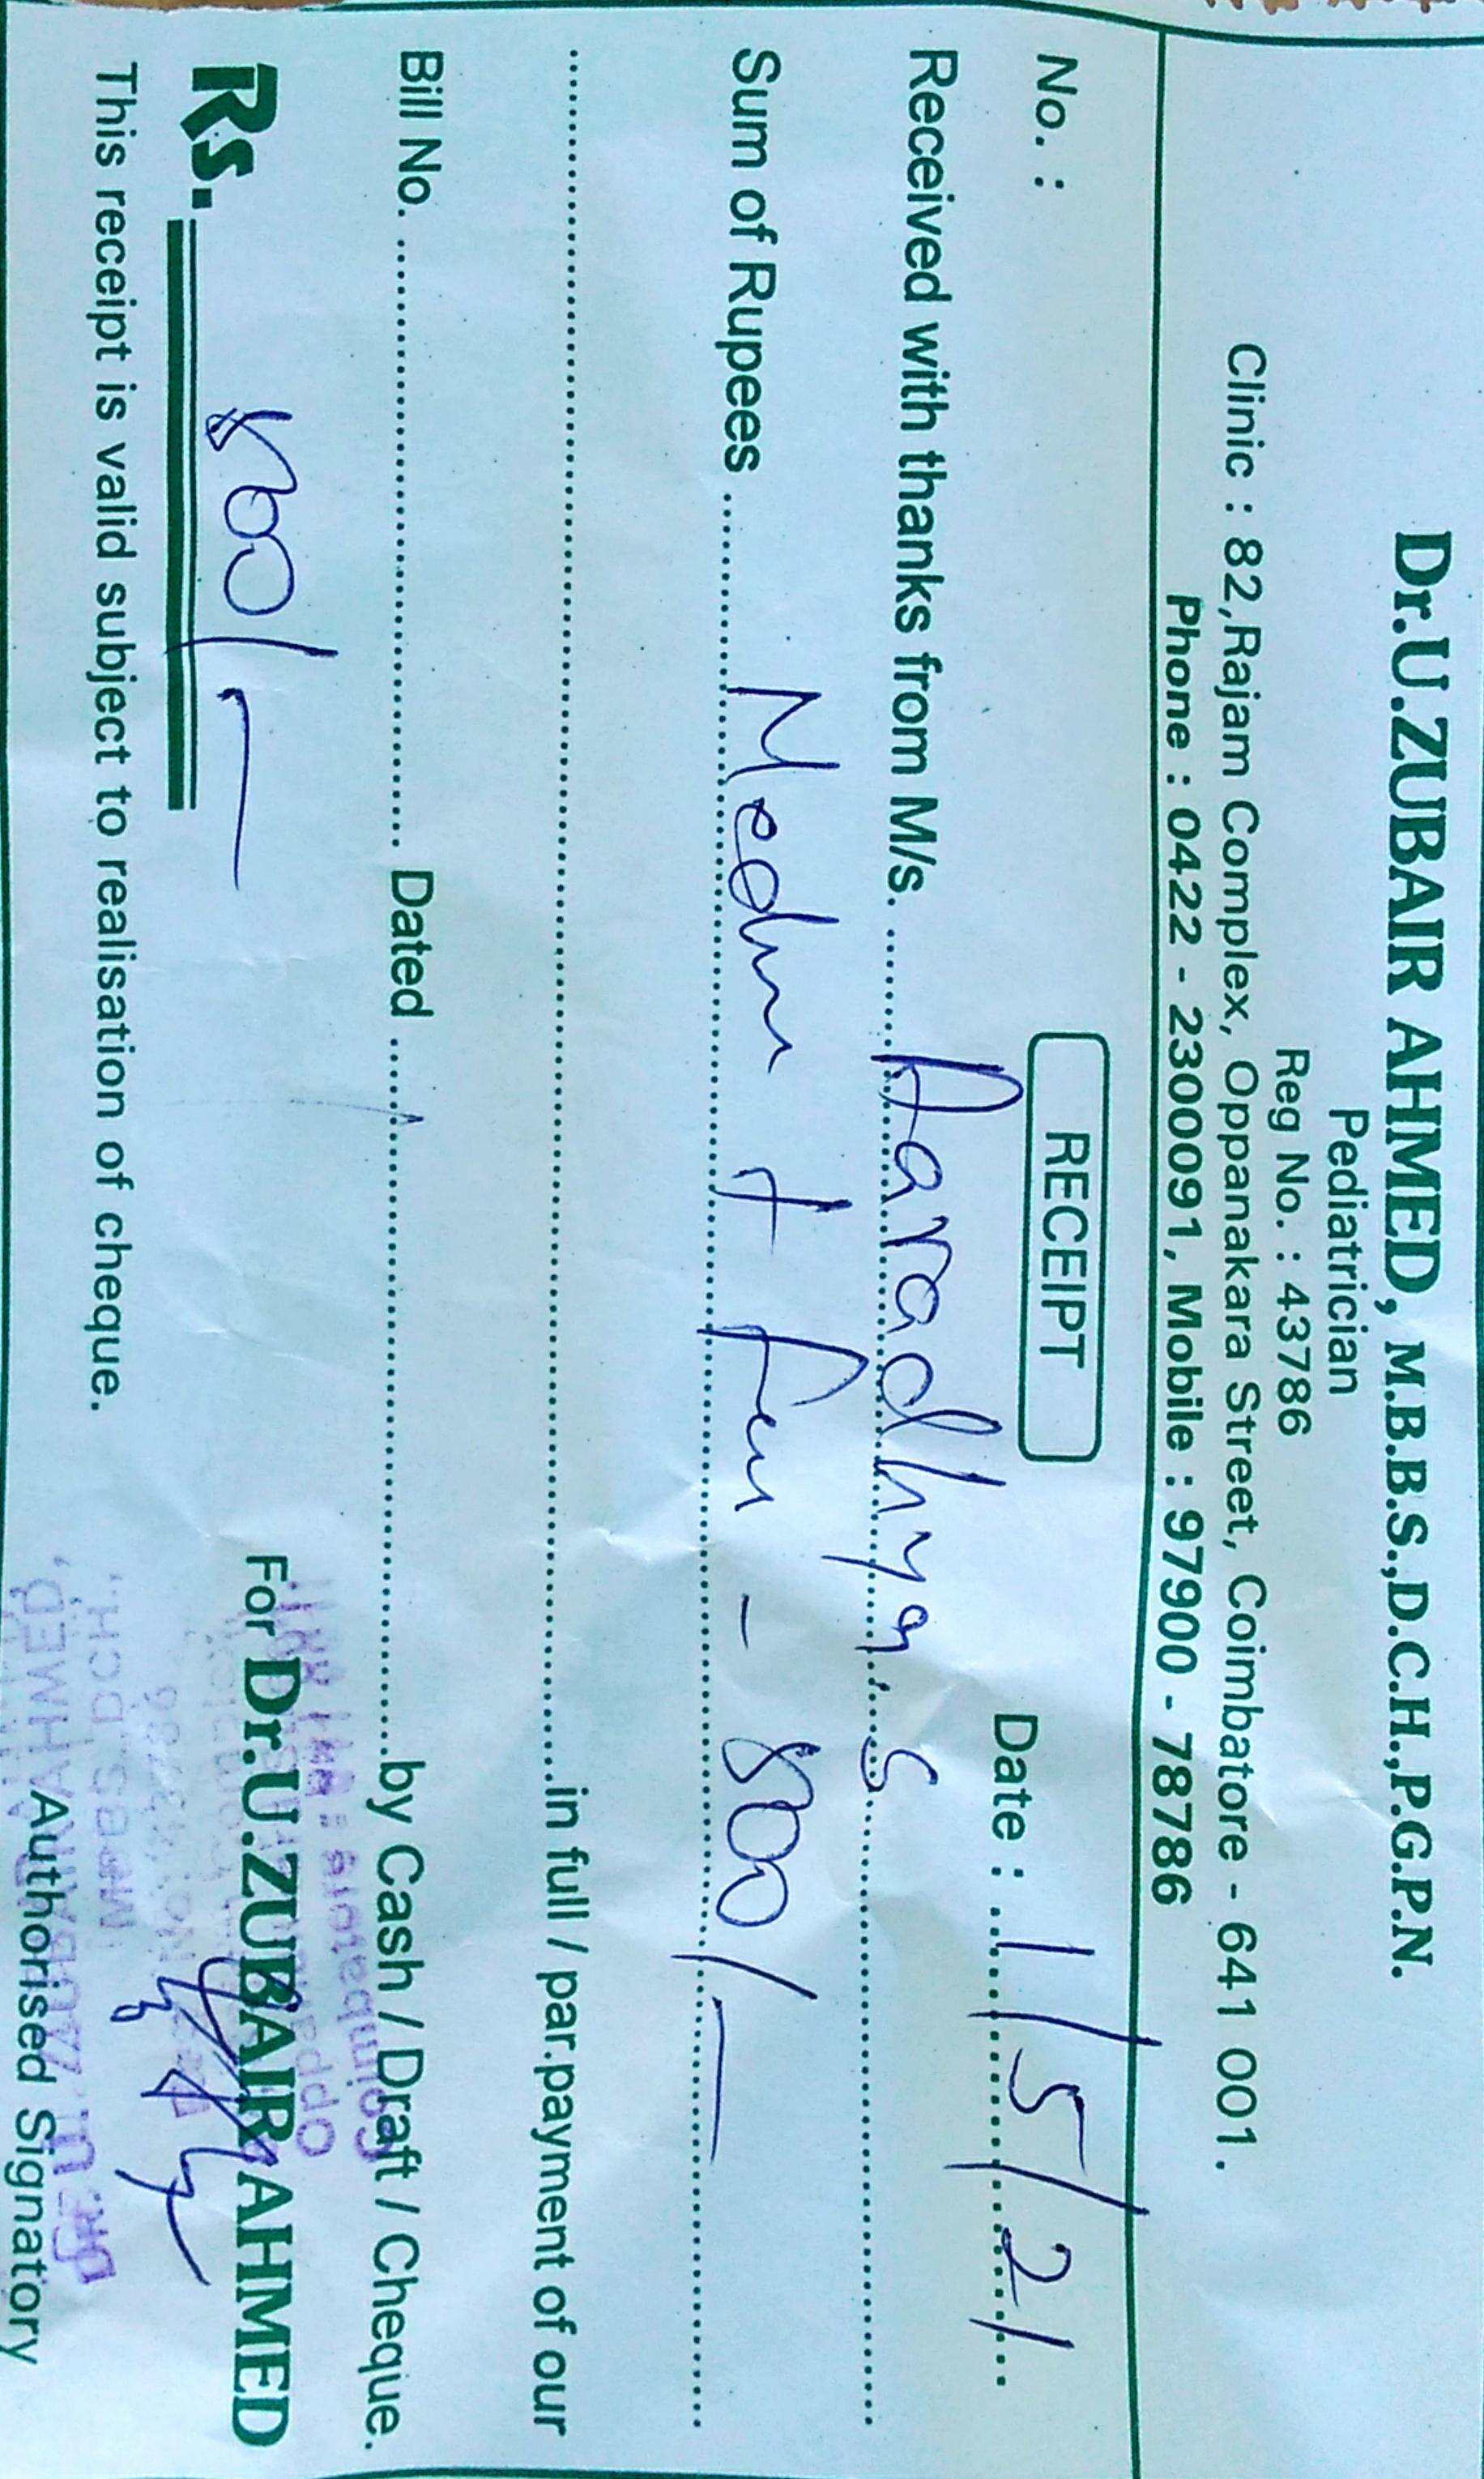 Dr.U.ZUBAIR AHMED, M.B.B.S.,D.C.H.,P.G.P.N.
Pediatrician
Reg No. : 43786
Clinic : 82,Rajam Complex, Oppanakara Street, Coimbatore - 641 001.
Phone : 0422 - 2300091, Mobile : 97900 - 78786
RECEIPT
No. : Date : 1/5/21
Received with thanks from M/s. Aaradhya. S
Sum of Rupees + - 800/-
in full / par.payment of our
Bill No. Dated by Cash / Draft / Cheque.
Rs. 800/- For Dr.U.ZUBAIR AHMED
This receipt is valid subject to realisation of cheque.
Authorised Signatory